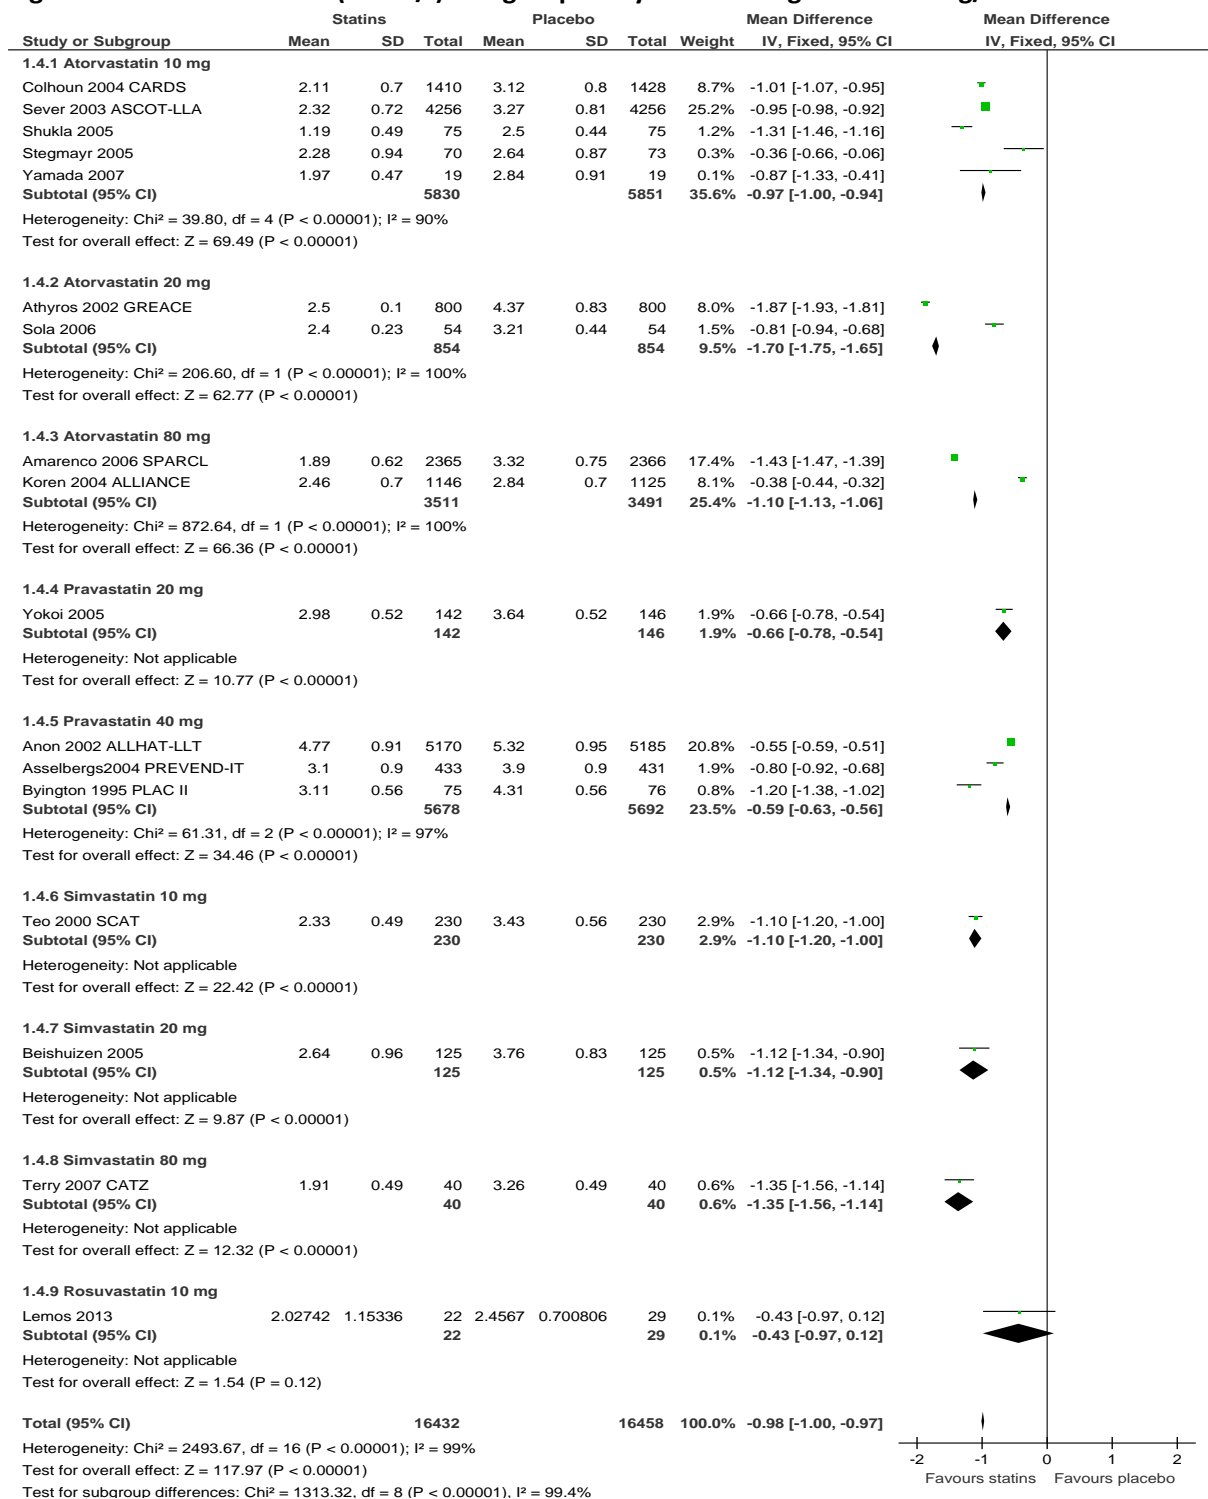 Statins Placebo Mean Difference Mean Difference
Study or Subgroup Mean SD Total Mean SD Total Weight IV, Fixed, 95% CI IV, Fixed, 95% CI
1.4.1 Atorvastatin 10 mg
Colhoun 2004 CARDS 2.11 0.7 1410 3.12 0.8 1428 8.7% -1.01 [-1.07, -0.95]
Sever 2003 ASCOT-LLA 2.32 0.72 4256 3.27 0.81 4256 25.2% -0.95 [-0.98, -0.92]
Shukla 2005 1.19 0.49 75 2.5 0.44 75 1.2% -1.31 [-1.46, -1.16]
Stegmayr 2005 2.28 0.94 70 2.64 0.87 73 0.3% -0.36 [-0.66, -0.06]
Yamada 2007 1.97 0.47 19 2.84 0.91 19 0.1% -0.87 [-1.33, -0.41]
Subtotal (95% CI) 5830 5851 35.6% -0.97 [-1.00, -0.94]
Heterogeneity: Chi² = 39.80, df = 4 (P < 0.00001); I² = 90%
Test for overall effect: Z = 69.49 (P < 0.00001)
1.4.2 Atorvastatin 20 mg
Athyros 2002 GREACE 2.5 0.1 800 4.37 0.83 800 8.0% -1.87 [-1.93, -1.81]
Sola 2006 2.4 0.23 54 3.21 0.44 54 1.5% -0.81 [-0.94, -0.68]
Subtotal (95% CI) 854 854 9.5% -1.70 [-1.75, -1.65]
Heterogeneity: Chi² = 206.60, df = 1 (P < 0.00001); I² = 100%
Test for overall effect: Z = 62.77 (P < 0.00001)
1.4.3 Atorvastatin 80 mg
Amarenco 2006 SPARCL 1.89 0.62 2365 3.32 0.75 2366 17.4% -1.43 [-1.47, -1.39]
Koren 2004 ALLIANCE 2.46 0.7 1146 2.84 0.7 1125 8.1% -0.38 [-0.44, -0.32]
Subtotal (95% CI) 3511 3491 25.4% -1.10 [-1.13, -1.06]
Heterogeneity: Chi² = 872.64, df = 1 (P < 0.00001); I² = 100%
Test for overall effect: Z = 66.36 (P < 0.00001)
1.4.4 Pravastatin 20 mg
Yokoi 2005 2.98 0.52 142 3.64 0.52 146 1.9% -0.66 [-0.78, -0.54]
Subtotal (95% CI) 142 146 1.9% -0.66 [-0.78, -0.54]
Heterogeneity: Not applicable
Test for overall effect: Z = 10.77 (P < 0.00001)
1.4.5 Pravastatin 40 mg
Anon 2002 ALLHAT-LLT 4.77 0.91 5170 5.32 0.95 5185 20.8% -0.55 [-0.59, -0.51]
Asselbergs2004 PREVEND-IT 3.1 0.9 433 3.9 0.9 431 1.9% -0.80 [-0.92, -0.68]
Byington 1995 PLAC II 3.11 0.56 75 4.31 0.56 76 0.8% -1.20 [-1.38, -1.02]
Subtotal (95% CI) 5678 5692 23.5% -0.59 [-0.63, -0.56]
Heterogeneity: Chi² = 61.31, df = 2 (P < 0.00001); I² = 97%
Test for overall effect: Z = 34.46 (P < 0.00001)
1.4.6 Simvastatin 10 mg
Teo 2000 SCAT 2.33 0.49 230 3.43 0.56 230 2.9% -1.10 [-1.20, -1.00]
Subtotal (95% CI) 230 230 2.9% -1.10 [-1.20, -1.00]
Heterogeneity: Not applicable
Test for overall effect: Z = 22.42 (P < 0.00001)
1.4.7 Simvastatin 20 mg
Beishuizen 2005 2.64 0.96 125 3.76 0.83 125 0.5% -1.12 [-1.34, -0.90]
Subtotal (95% CI) 125 125 0.5% -1.12 [-1.34, -0.90]
Heterogeneity: Not applicable
Test for overall effect: Z = 9.87 (P < 0.00001)
1.4.8 Simvastatin 80 mg
Terry 2007 CATZ 1.91 0.49 40 3.26 0.49 40 0.6% -1.35 [-1.56, -1.14]
Subtotal (95% CI) 40 40 0.6% -1.35 [-1.56, -1.14]
Heterogeneity: Not applicable
Test for overall effect: Z = 12.32 (P < 0.00001)
1.4.9 Rosuvastatin 10 mg
Lemos 2013 2.02742 1.15336 22 2.4567 0.700806 29 0.1% -0.43 [-0.97, 0.12]
Subtotal (95% CI) 22 29 0.1% -0.43 [-0.97, 0.12]
Heterogeneity: Not applicable
Test for overall effect: Z = 1.54 (P = 0.12)
Total (95% CI) 16432 16458 100.0% -0.98 [-1.00, -0.97]
Heterogeneity: Chi² = 2493.67, df = 16 (P < 0.00001); I² = 99%
Test for overall effect: Z = 117.97 (P < 0.00001)
Test for subgroup differences: Chi² = 1313.32, df = 8 (P < 0.00001), I² = 99.4%
-2 -1 0 1 2
Favours statins Favours placebo